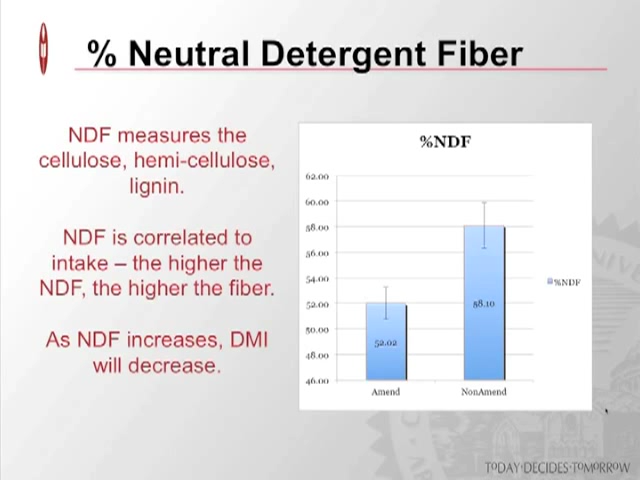 % Neutral Detergent Fiber
NDF measures the
cellulose, hemi-cellulose,
lignin.
NDF is correlated to
intake – the higher the
NDF, the higher the fiber.
As NDF increases, DMI
will decrease.
%NDF
62.00
60.00
58.00
56.00
54.00
52.00
50.00
48.00
46.00
52.02
58.10
Amend
NonAmend
%NDF
TODAY·DECIDES·TOMORROW